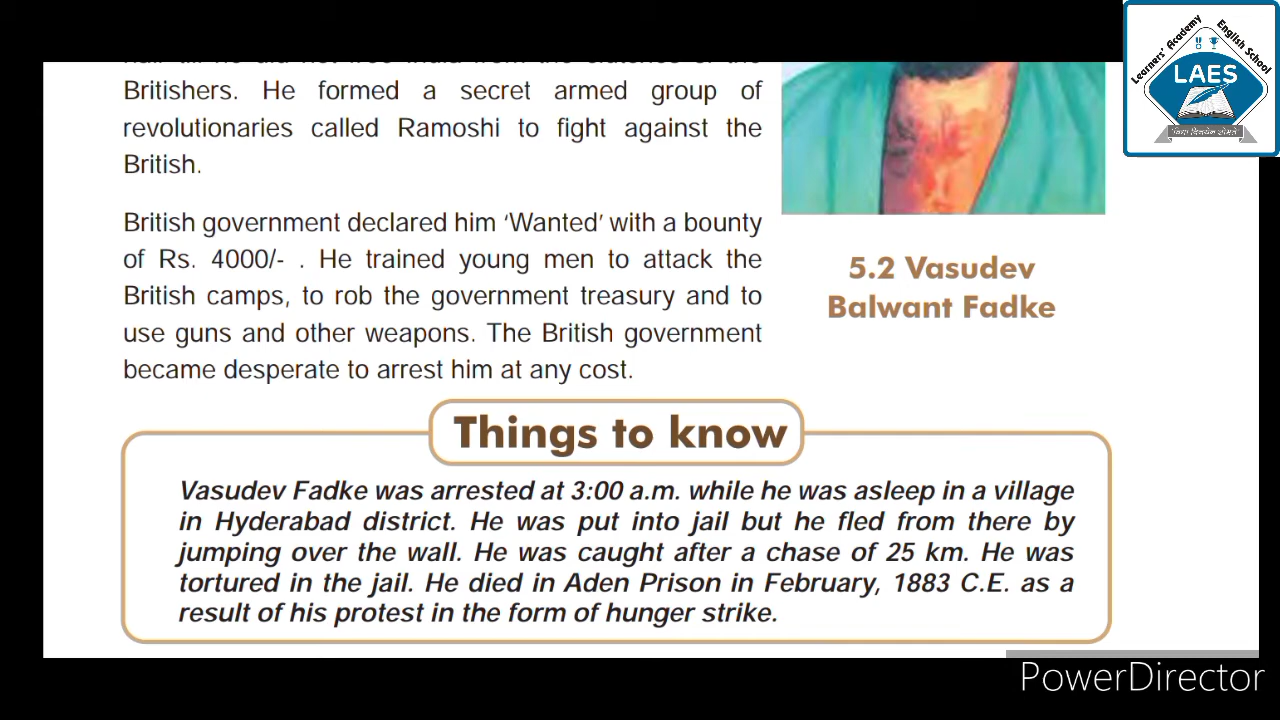 Britishers. He formed a secret armed group of
revolutionaries called Ramoshi to fight against the
British.
British government declared him ‘Wanted’ with a bounty
of Rs. 4000/- . He trained young men to attack the
British camps, to rob the government treasury and to
use guns and other weapons. The British government
became desperate to arrest him at any cost.
5.2 Vasudev
Balwant Fadke
Things to know
Vasudev Fadke was arrested at 3:00 a.m. while he was asleep in a village
in Hyderabad district. He was put into jail but he fled from there by
jumping over the wall. He was caught after a chase of 25 km. He was
tortured in the jail. He died in Aden Prison in February, 1883 C.E. as a
result of his protest in the form of hunger strike.
Learners' Academy English School
LAES
PowerDirector